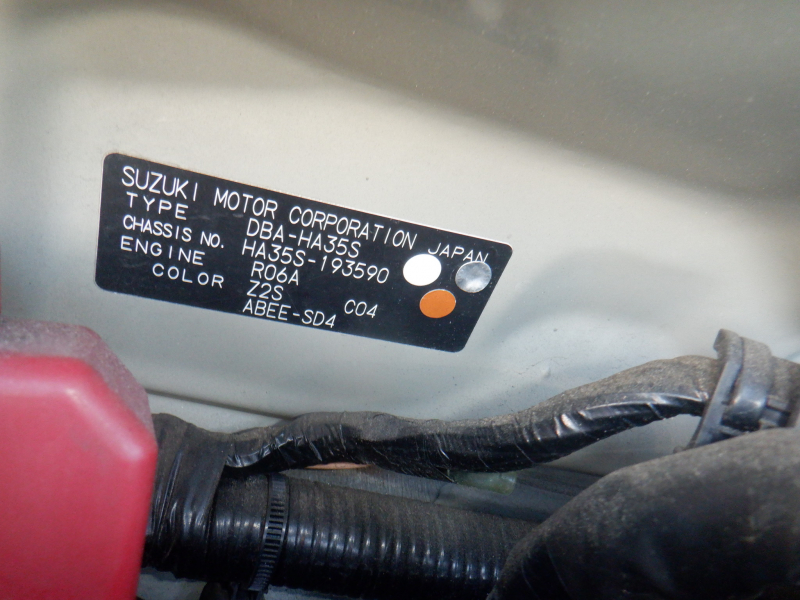 SUZUKI MOTOR CORPORATION JAPAN
TYPE DBA-HA35S
CHASSIS NO. HA35S-193590
ENGINE R06A
COLOR Z2S C04
ABEE-SD4